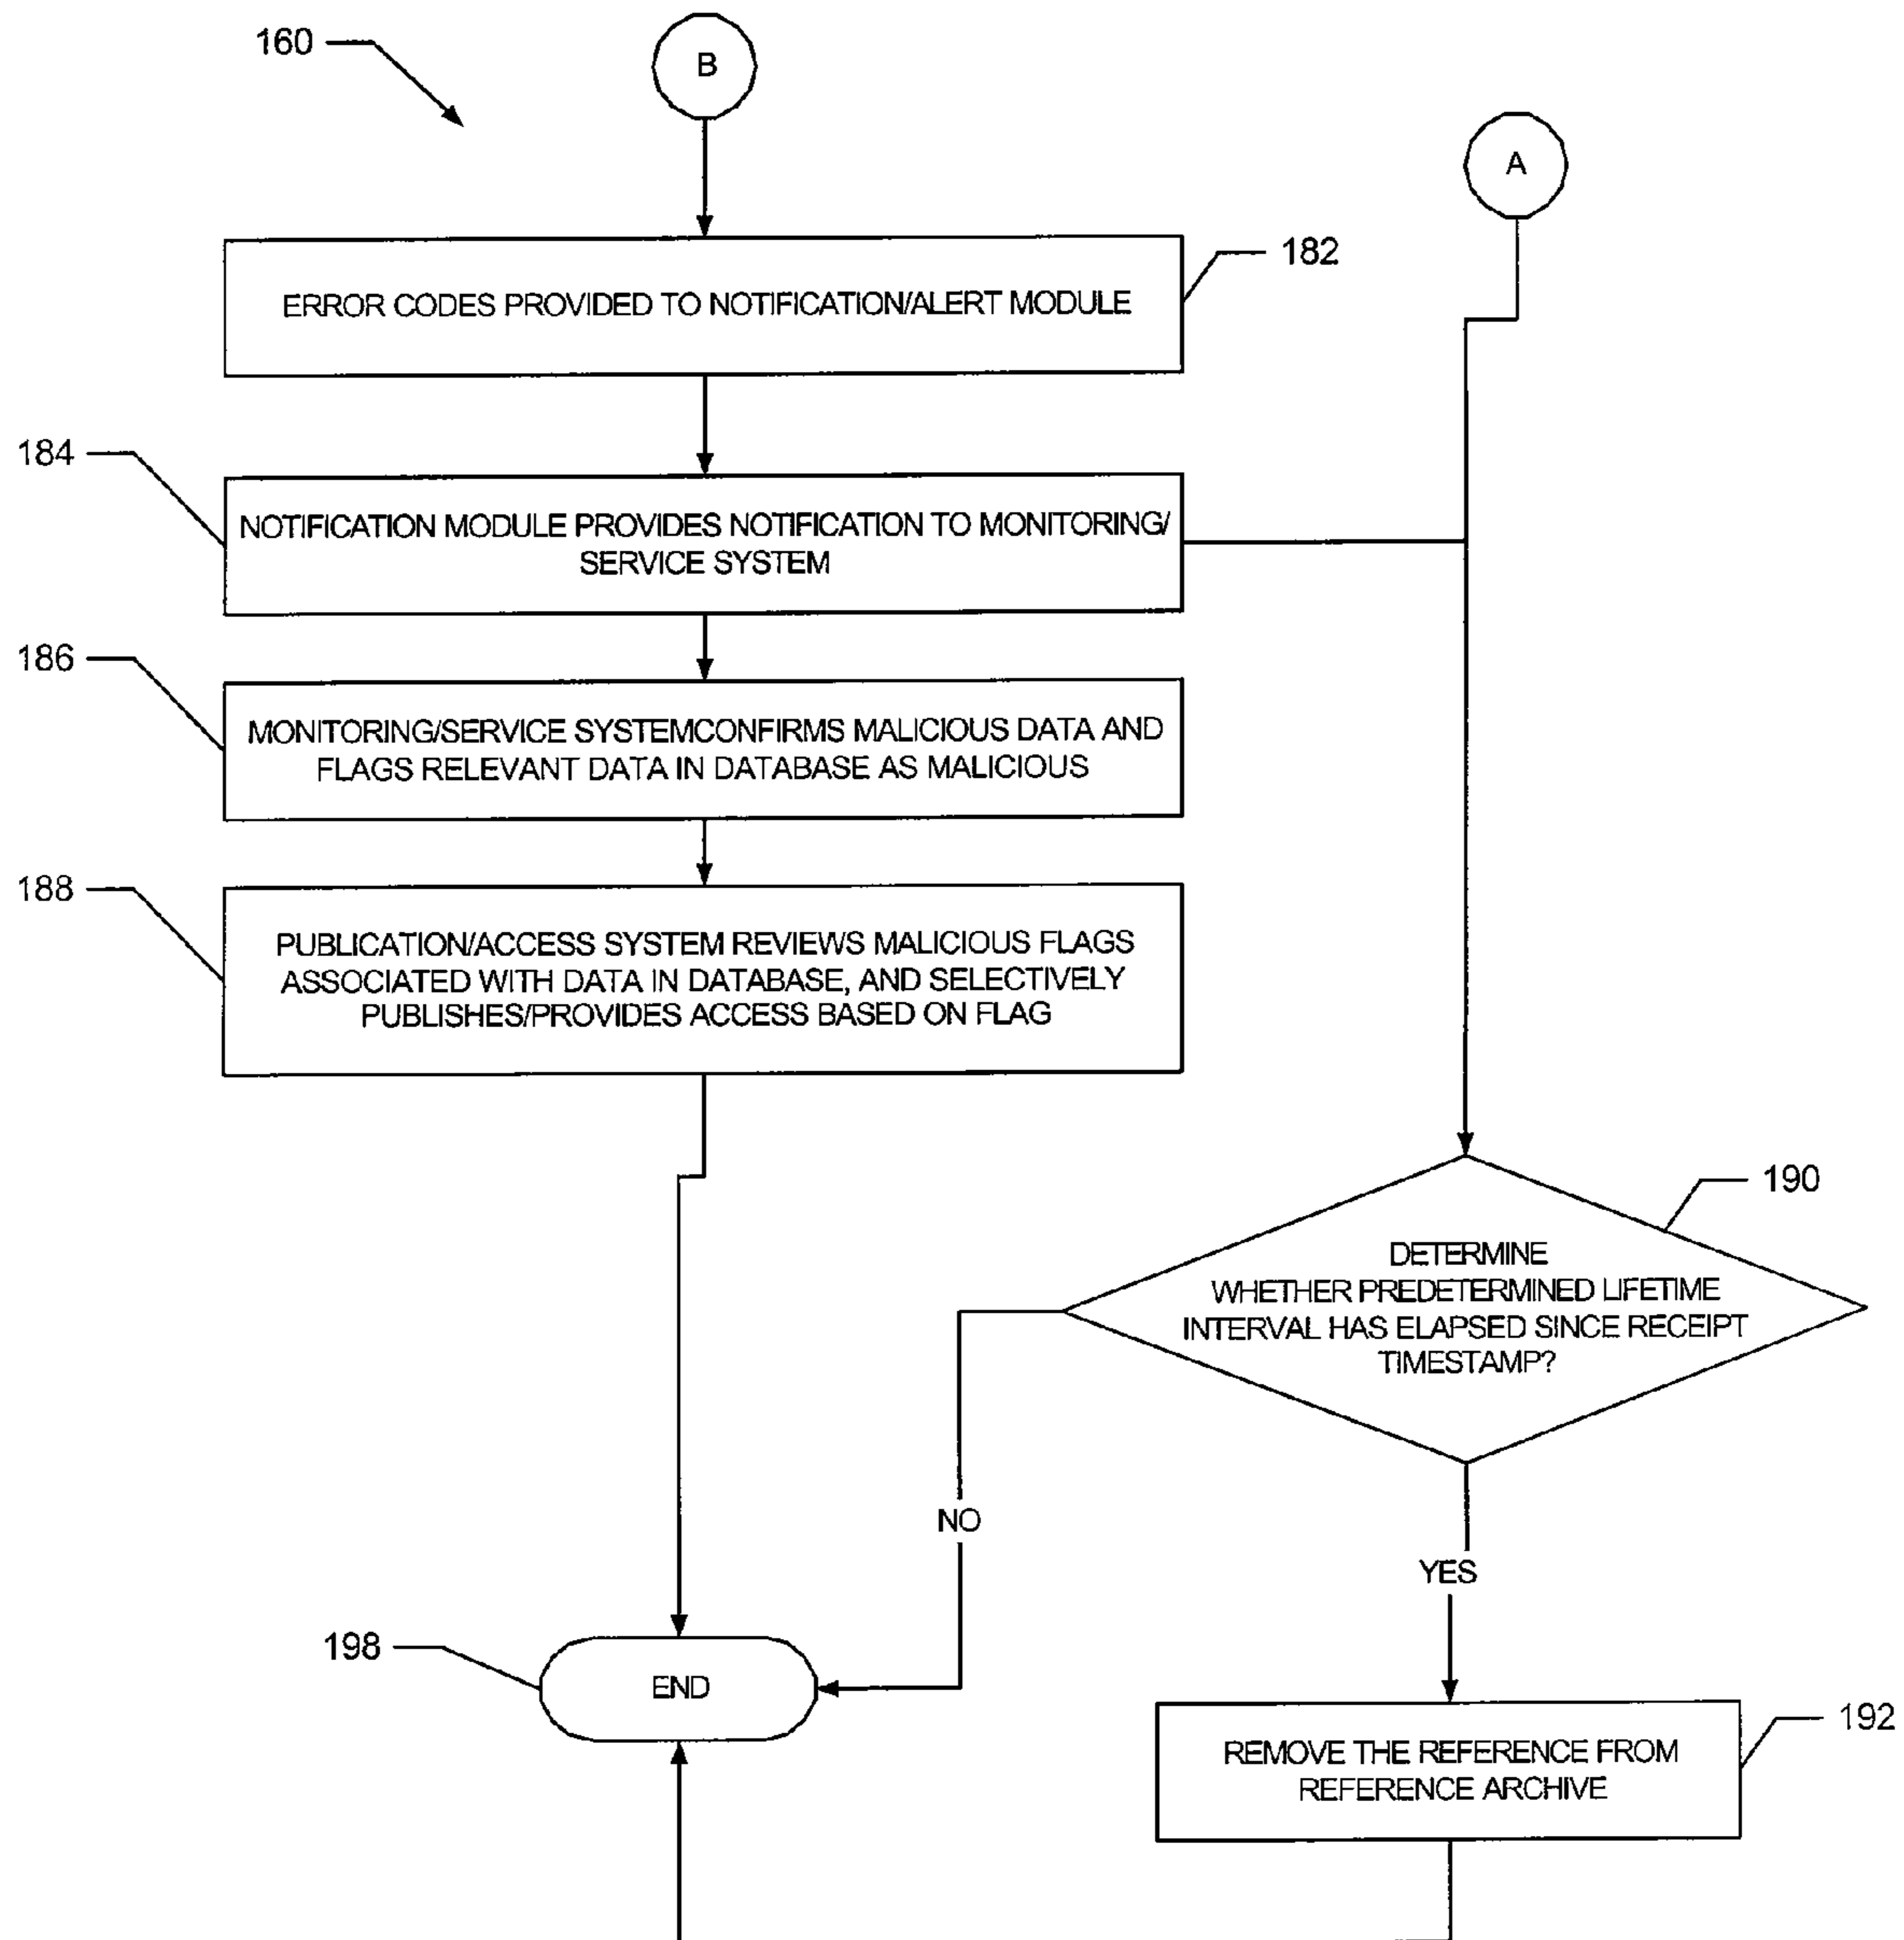 160
B
A
ERROR CODES PROVIDED TO NOTIFICATION/ALERT MODULE
182
184
NOTIFICATION MODULE PROVIDES NOTIFICATION TO MONITORING/
SERVICE SYSTEM
186
MONITORING/SERVICE SYSTEMCONFIRMS MALICIOUS DATA AND
FLAGS RELEVANT DATA IN DATABASE AS MALICIOUS
188
PUBLICATION/ACCESS SYSTEM REVIEWS MALICIOUS FLAGS
ASSOCIATED WITH DATA IN DATABASE, AND SELECTIVELY
PUBLISHES/PROVIDES ACCESS BASED ON FLAG
190
DETERMINE
WHETHER PREDETERMINED LIFETIME
INTERVAL HAS ELAPSED SINCE RECEIPT
TIMESTAMP?
NO
YES
198
END
192
REMOVE THE REFERENCE FROM
REFERENCE ARCHIVE